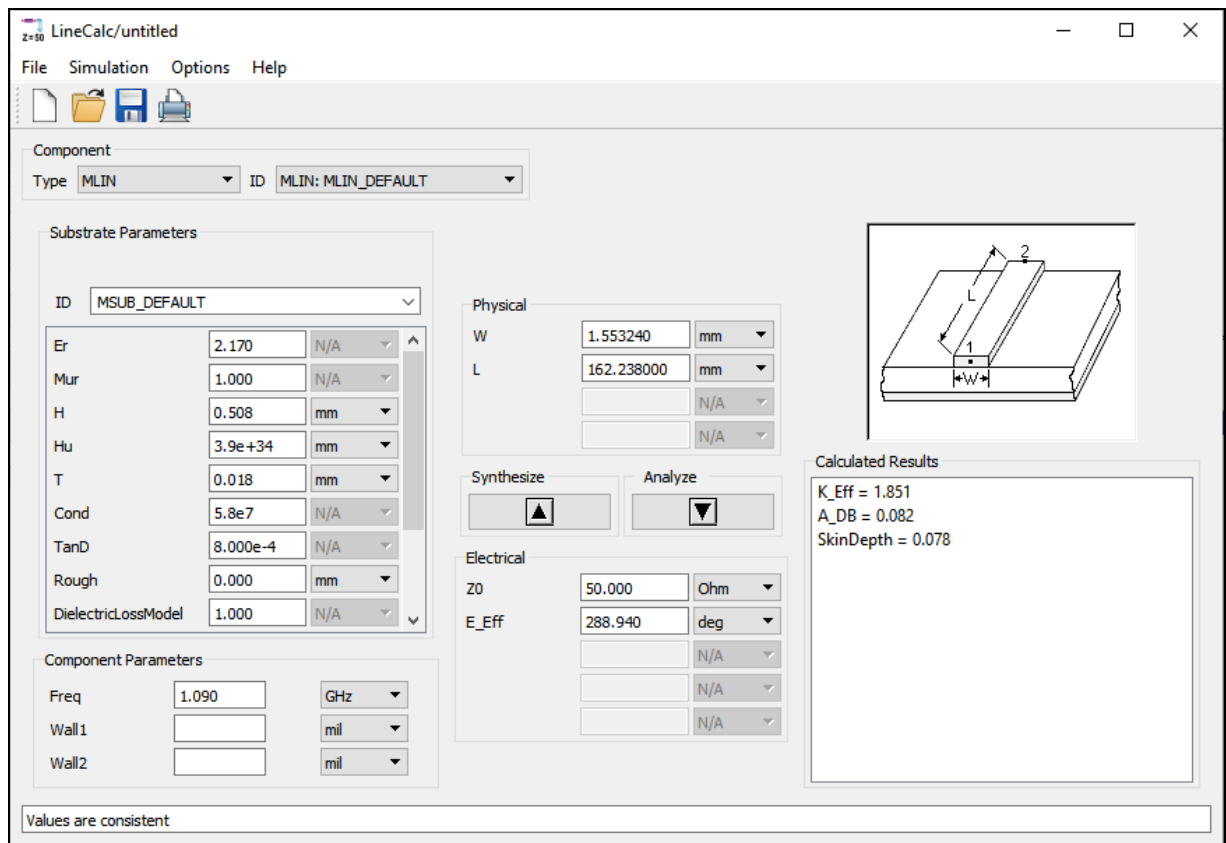 Z=50 LineCalc/untitled
File Simulation Options Help
Component
Type MLIN ID MLIN: MLIN_DEFAULT
Substrate Parameters
ID MSUB_DEFAULT
Er 2.170 N/A
Mur 1.000 N/A
H 0.508 mm
Hu 3.9e+34 mm
T 0.018 mm
Cond 5.8e7 N/A
TanD 8.000e-4 N/A
Rough 0.000 mm
DielectricLossModel 1.000 N/A
Component Parameters
Freq 1.090 GHz
Wall1 mil
Wall2 mil
Physical
W 1.553240 mm
L 162.238000 mm
N/A
N/A
Synthesize Analyze
Electrical
Z0 50.000 Ohm
E_Eff 288.940 deg
N/A
N/A
N/A
2
L
1
W
Calculated Results
K_Eff = 1.851
A_DB = 0.082
SkinDepth = 0.078
Values are consistent